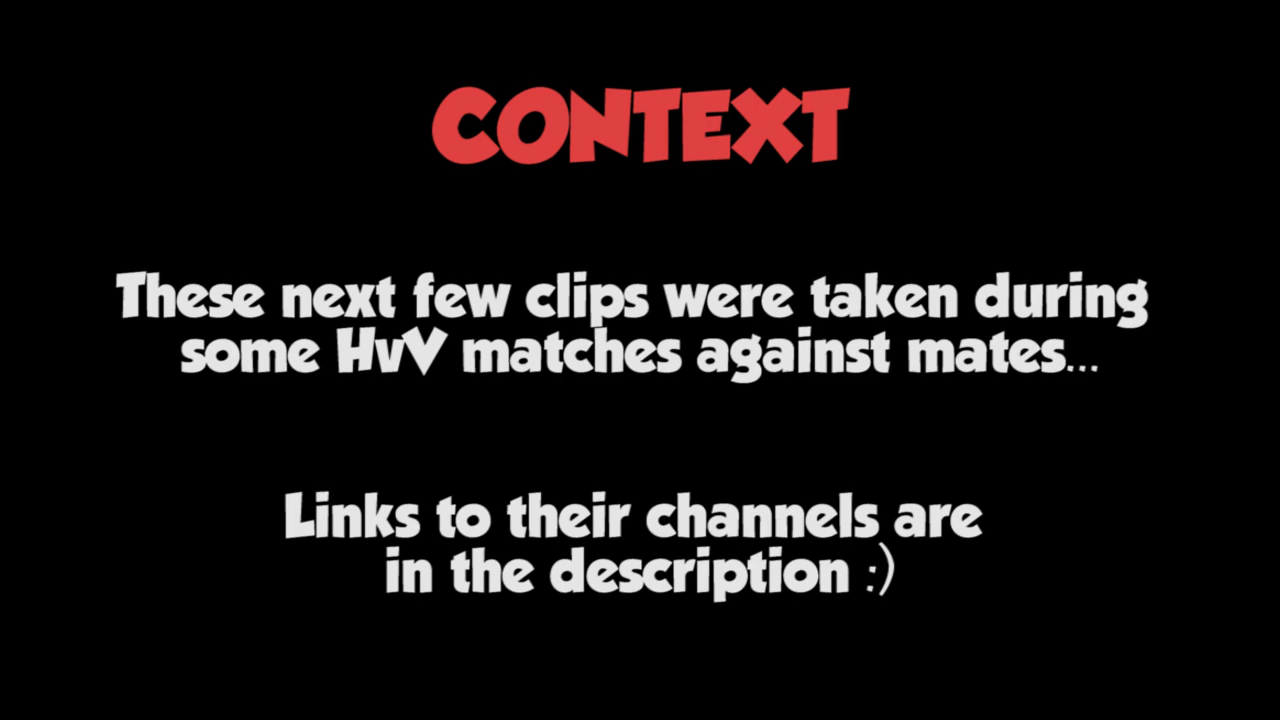 CONTEXT
These next few clips were taken during
some HvV matches against mates...
Links to their channels are
in the description :)